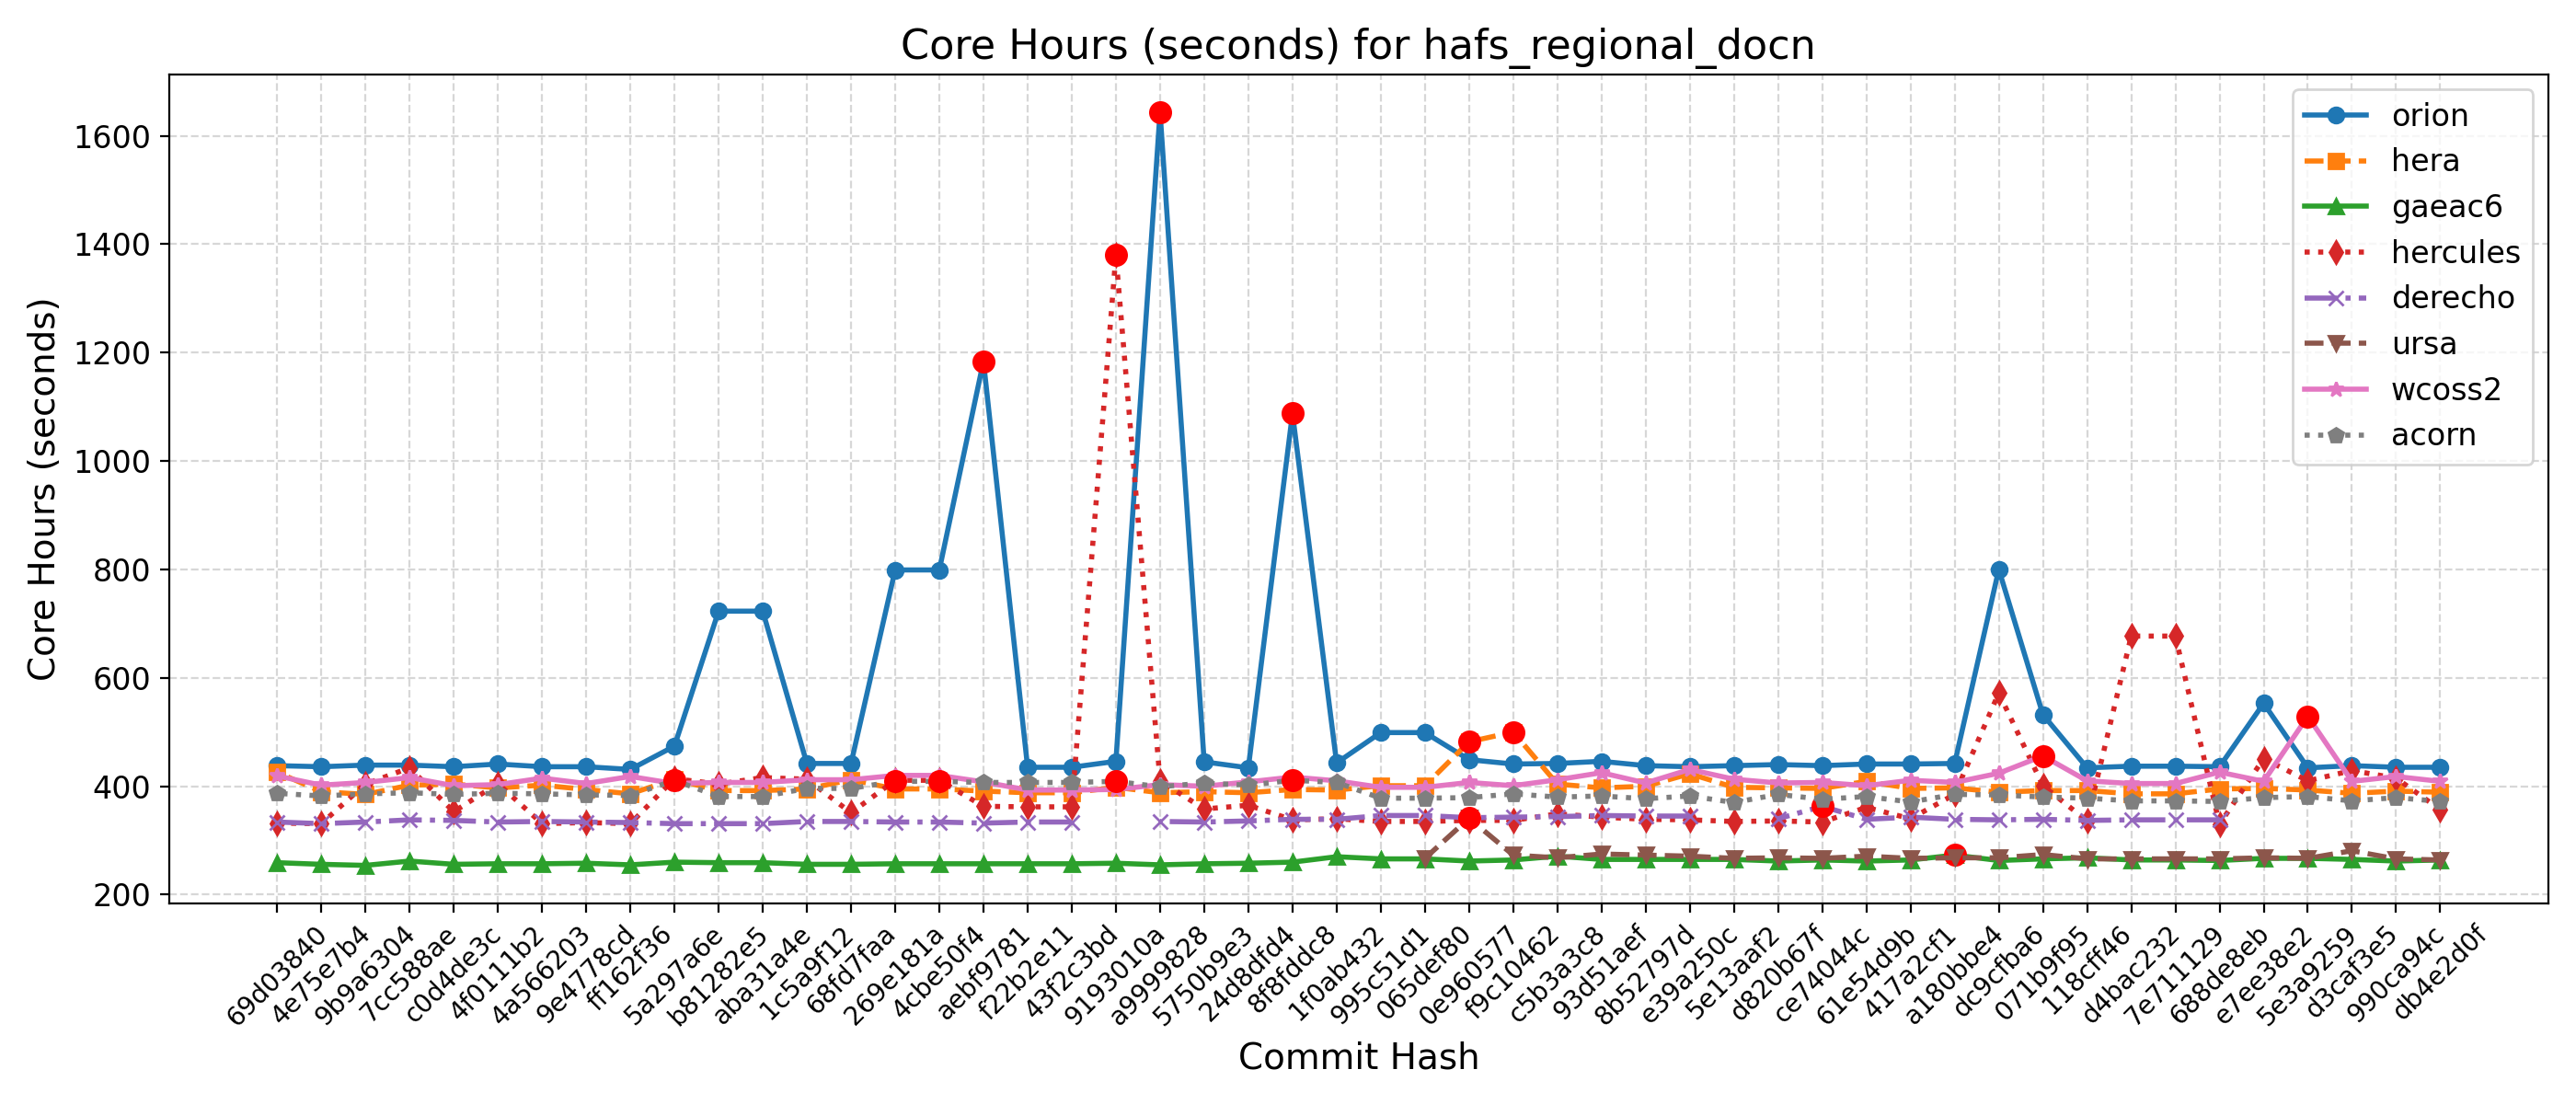 Core Hours (seconds) for hafs_regional_docn
Core Hours (seconds)
1600
1400
1200
1000
800
600
400
200
orion
hera
gaeac6
hercules
derecho
ursa
wcoss2
acorn
69d03840
4e75e7b4
9b9a6304
7cc588ae
c0d4de3c
4f0111b2
4a566203
9e4778cd
ff162f36
5a297a6e
b81282e5
aba31a4e
1c5a9f12
68fd7faa
269e181a
4cbe50f4
aebf9781
f22b2e11
43f2c3bd
9193010a
a9999828
5750b9e3
24d8dfd4
8f8fddc8
1f0ab432
995c51d1
065def80
0e960577
f9c10462
c5b3a3c8
93d51aef
8b52797d
e39a250c
5e13aaf2
d820b67f
ce74044c
61e54d9b
417a2cf1
a180bbe4
dc9cfba6
071b9f95
118cff46
d4bac232
7e711129
688de8eb
e7ee38e2
5e3a9259
d3caf3e5
990ca94c
db4e2d0f
Commit Hash